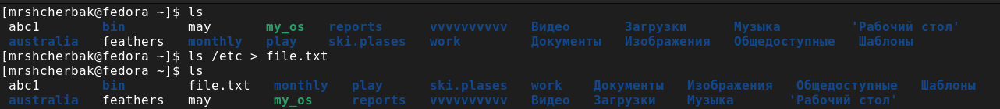 [mrshcherbak@fedora ~]$ ls
abc1 bin may my_os reports vvvvvvvvvv Видео Загрузки Музыка 'Рабочий стол'
australia feathers monthly play ski.plases work Документы Изображения Общедоступные Шаблоны
[mrshcherbak@fedora ~]$ ls /etc > file.txt
[mrshcherbak@fedora ~]$ ls
abc1 bin file.txt monthly play ski.plases work Документы Изображения Общедоступные Шаблоны
australia feathers may my_os reports vvvvvvvvvv Видео Загрузки Музыка 'Рабочий стол'